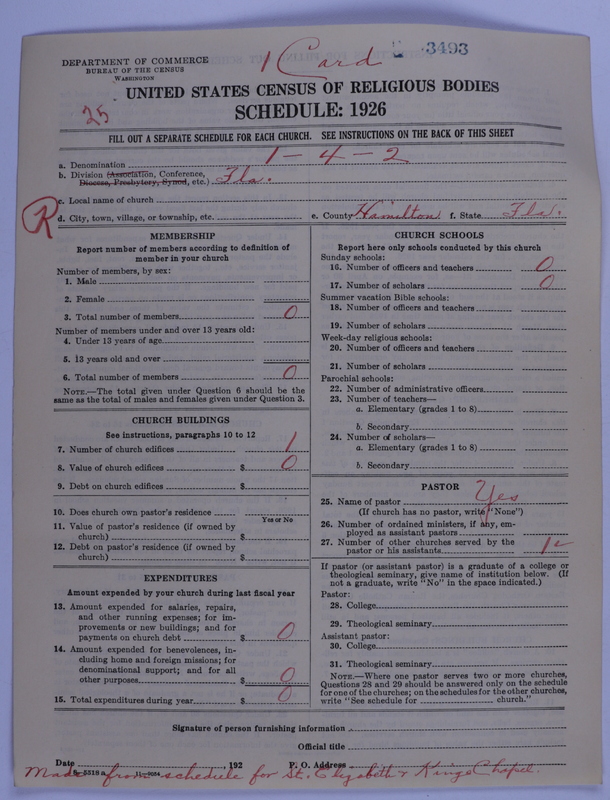 DEPARTMENT OF COMMERCE
BUREAU OF THE CENSUS
WASHINGTON
1 Card
3493
25
UNITED STATES CENSUS OF RELIGIOUS BODIES
SCHEDULE: 1926
FILL OUT A SEPARATE SCHEDULE FOR EACH CHURCH. SEE INSTRUCTIONS ON THE BACK OF THIS SHEET
a. Denomination 1-4-2
b. Division (Association, Conference,
Diocese, Presbytery, Synod, etc.) Fla.
c. Local name of church
R
d. City, town, village, or township, etc. e. County Hamilton f. State Fla.
MEMBERSHIP
Report number of members according to definition of
member in your church
Number of members, by sex:
1. Male
2. Female
3. Total number of members 0
Number of members under and over 13 years old:
4. Under 13 years of age
5. 13 years old and over
6. Total number of members 0
NOTE.—The total given under Question 6 should be the
same as the total of males and females given under Question 3.
CHURCH BUILDINGS
See instructions, paragraphs 10 to 12
7. Number of church edifices 1
8. Value of church edifices $ 0
9. Debt on church edifices $
10. Does church own pastor's residence
Yes or No
11. Value of pastor's residence (if owned by
church) $
12. Debt on pastor's residence (if owned by
church) $
EXPENDITURES
Amount expended by your church during last fiscal year
13. Amount expended for salaries, repairs,
and other running expenses; for im-
provements or new buildings; and for
payments on church debt $ 0
14. Amount expended for benevolences, in-
cluding home and foreign missions; for
denominational support; and for all
other purposes $ 0
15. Total expenditures during year $ 0
CHURCH SCHOOLS
Report here only schools conducted by this church
Sunday schools:
16. Number of officers and teachers 0
17. Number of scholars 0
Summer vacation Bible schools:
18. Number of officers and teachers
19. Number of scholars
Week-day religious schools:
20. Number of officers and teachers
21. Number of scholars
Parochial schools:
22. Number of administrative officers
23. Number of teachers—
a. Elementary (grades 1 to 8)
b. Secondary
24. Number of scholars—
a. Elementary (grades 1 to 8)
b. Secondary
PASTOR
25. Name of pastor Yes
(If church has no pastor, write "None")
26. Number of ordained ministers, if any, em-
ployed as assistant pastors
27. Number of other churches served by the
pastor or his assistants
If pastor (or assistant pastor) is a graduate of a college or
theological seminary, give name of institution below. (If
not a graduate, write "No" in the space indicated.)
Pastor:
28. College
29. Theological seminary
Assistant pastor:
30. College
31. Theological seminary
NOTE.—Where one pastor serves two or more churches,
Questions 28 and 29 should be answered only on the schedule
for one of the churches; on the schedules for the other churches,
write "See schedule for church."
Signature of person furnishing information
Official title
Date , 192 P. O. Address
Made from schedule for St. Elizabeth & Kings Chapel.